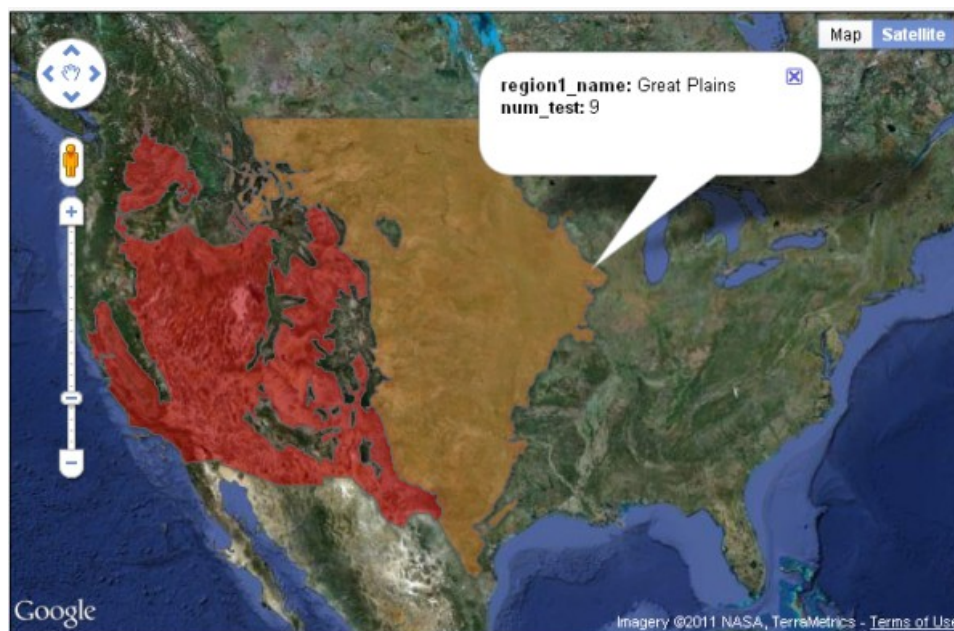 Map Satellite
region1_name: Great Plains
num_test: 9
Google
Imagery ©2011 NASA, TerraMetrics - Terms of Use